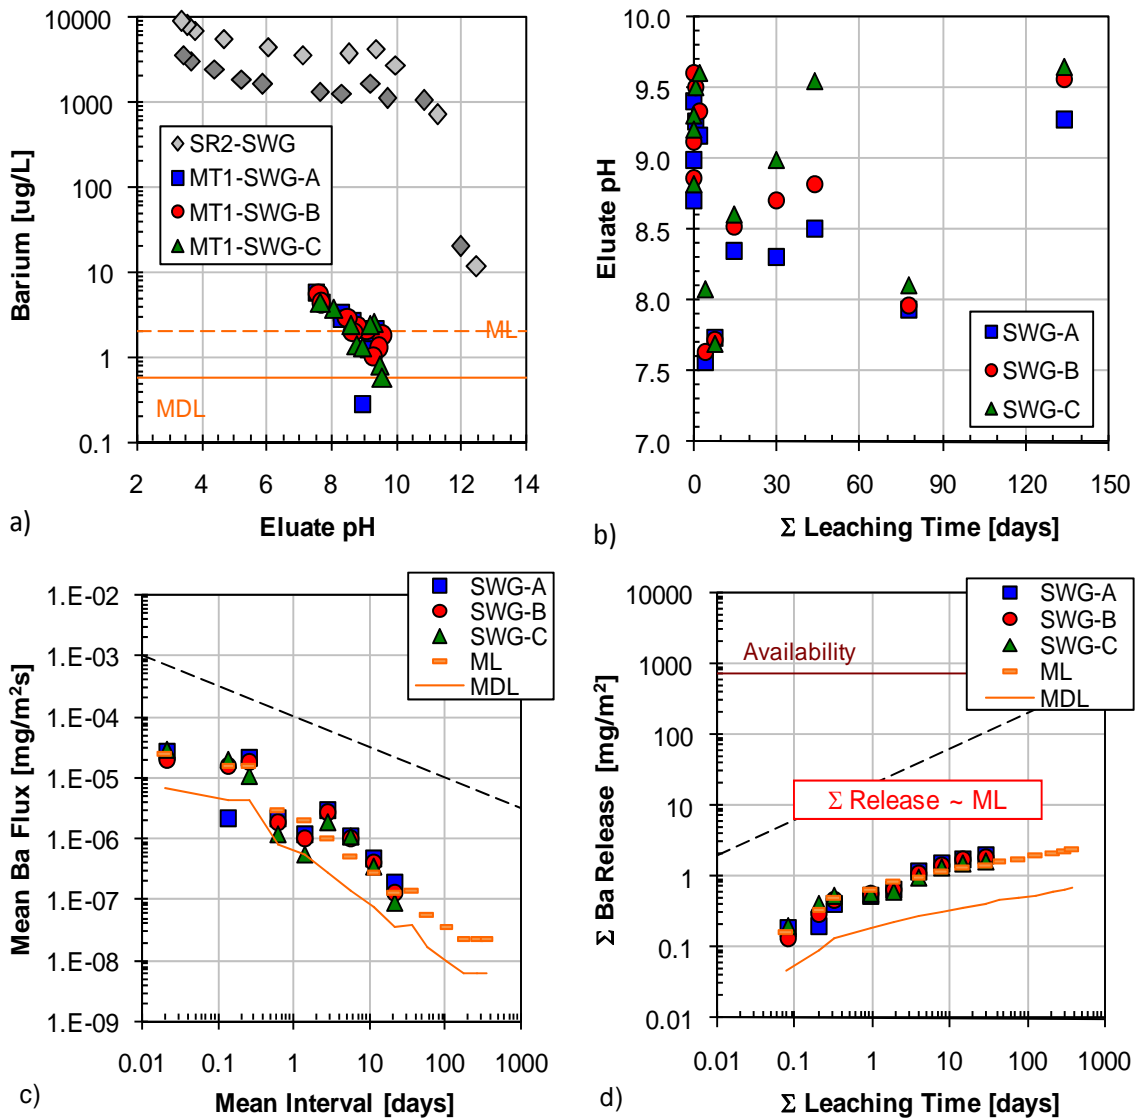 10000
1000
100
10
1
0.1
Barium [ug/L]
SR2-SWG
MT1-SWG-A
MT1-SWG-B
MT1-SWG-C
ML
MDL
2 4 6 8 10 12 14
Eluate pH
a)
10.0
9.5
9.0
8.5
8.0
7.5
7.0
Eluate pH
SWG-A
SWG-B
SWG-C
0 30 60 90 120 150
Σ Leaching Time [days]
b)
1.E-02
1.E-03
1.E-04
1.E-05
1.E-06
1.E-07
1.E-08
1.E-09
Mean Ba Flux [mg/m²s]
SWG-A
SWG-B
SWG-C
ML
MDL
0.01 0.1 1 10 100 1000
Mean Interval [days]
c)
10000
1000
100
10
1
0.1
0.01
Σ Ba Release [mg/m²]
SWG-A
SWG-B
SWG-C
ML
MDL
Availability
Σ Release ~ ML
0.01 0.1 1 10 100 1000
Σ Leaching Time [days]
d)